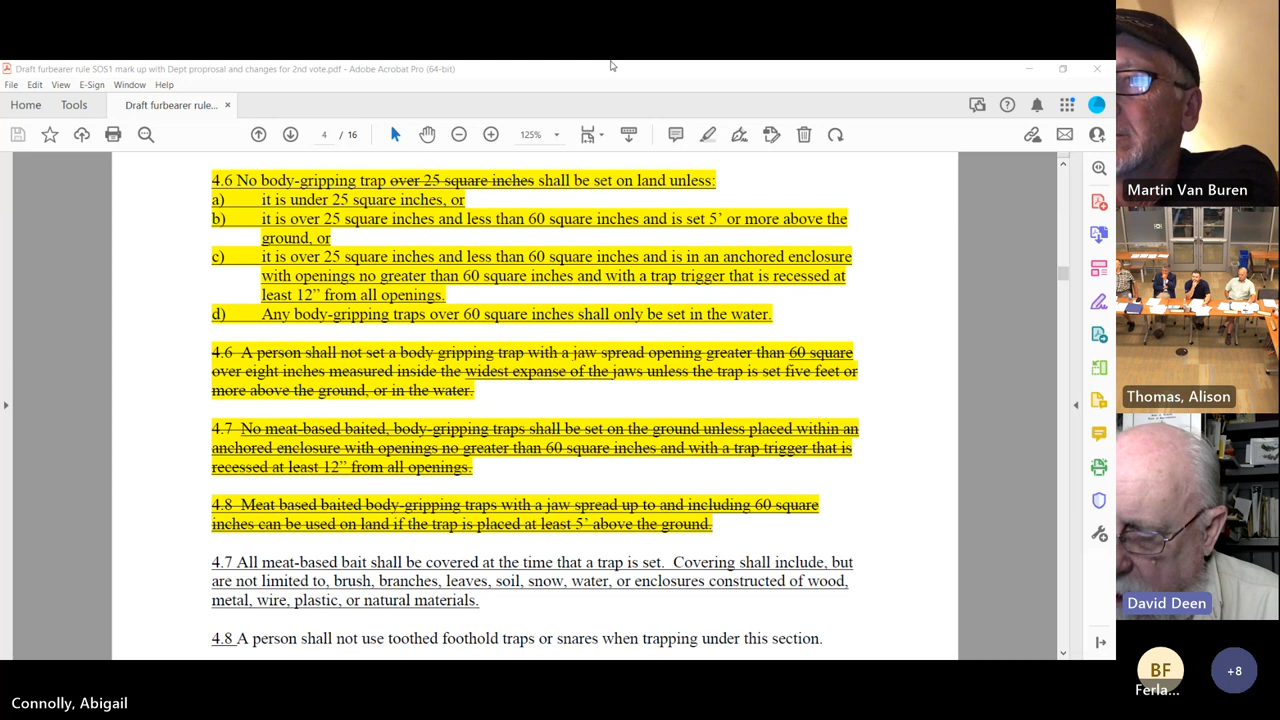 Draft furbearer rule SOS1 mark up with Dept proprosal and changes for 2nd vote.pdf - Adobe Acrobat Pro (64-bit)
File Edit View E-Sign Window Help
Home Tools Draft furbearer rule... ×
4 / 16 125%
4.6 No body-gripping trap over 25 square inches shall be set on land unless:
a) it is under 25 square inches, or
b) it is over 25 square inches and less than 60 square inches and is set 5’ or more above the
ground, or
c) it is over 25 square inches and less than 60 square inches and is in an anchored enclosure
with openings no greater than 60 square inches and with a trap trigger that is recessed at
least 12” from all openings.
d) Any body-gripping traps over 60 square inches shall only be set in the water.
4.6 A person shall not set a body gripping trap with a jaw spread opening greater than 60 square
over eight inches measured inside the widest expanse of the jaws unless the trap is set five feet or
more above the ground, or in the water.
4.7 No meat-based baited, body-gripping traps shall be set on the ground unless placed within an
anchored enclosure with openings no greater than 60 square inches and with a trap trigger that is
recessed at least 12” from all openings.
4.8 Meat based baited body-gripping traps with a jaw spread up to and including 60 square
inches can be used on land if the trap is placed at least 5’ above the ground.
4.7 All meat-based bait shall be covered at the time that a trap is set. Covering shall include, but
are not limited to, brush, branches, leaves, soil, snow, water, or enclosures constructed of wood,
metal, wire, plastic, or natural materials.
4.8 A person shall not use toothed foothold traps or snares when trapping under this section.
Martin Van Buren
Thomas, Alison
David Deen
BF
Ferla...
+8
Connolly, Abigail